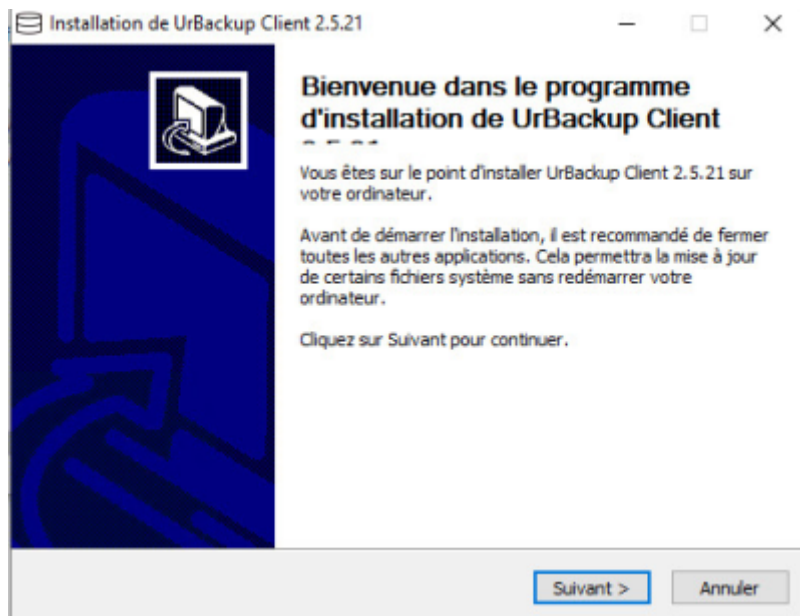 Installation de UrBackup Client 2.5.21
Bienvenue dans le programme
d'installation de UrBackup Client
Vous êtes sur le point d'installer UrBackup Client 2.5.21 sur
votre ordinateur.
Avant de démarrer l'installation, il est recommandé de fermer
toutes les autres applications. Cela permettra la mise à jour
de certains fichiers système sans redémarrer votre
ordinateur.
Cliquez sur Suivant pour continuer.
Suivant >
Annuler